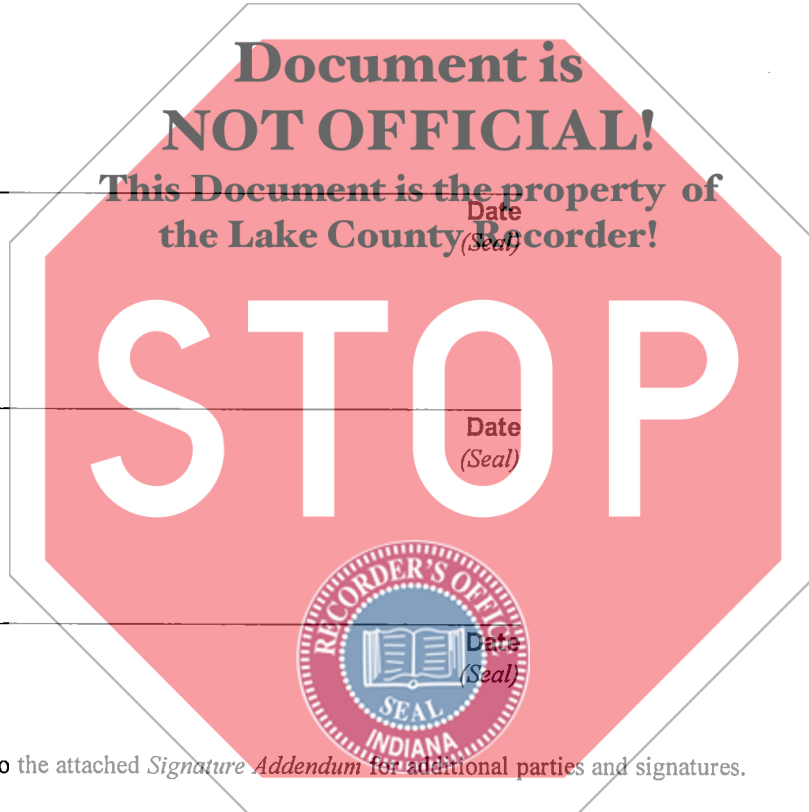 Document is
NOT OFFICIAL!
This Document is the property of
Date
the Lake County Recorder!
(Seal)
STOP
Date
(Seal)
RECORDER'S OFFICE
Date
(Seal)
SEAL
INDIANA
the attached Signature Addendum for additional parties and signatures.